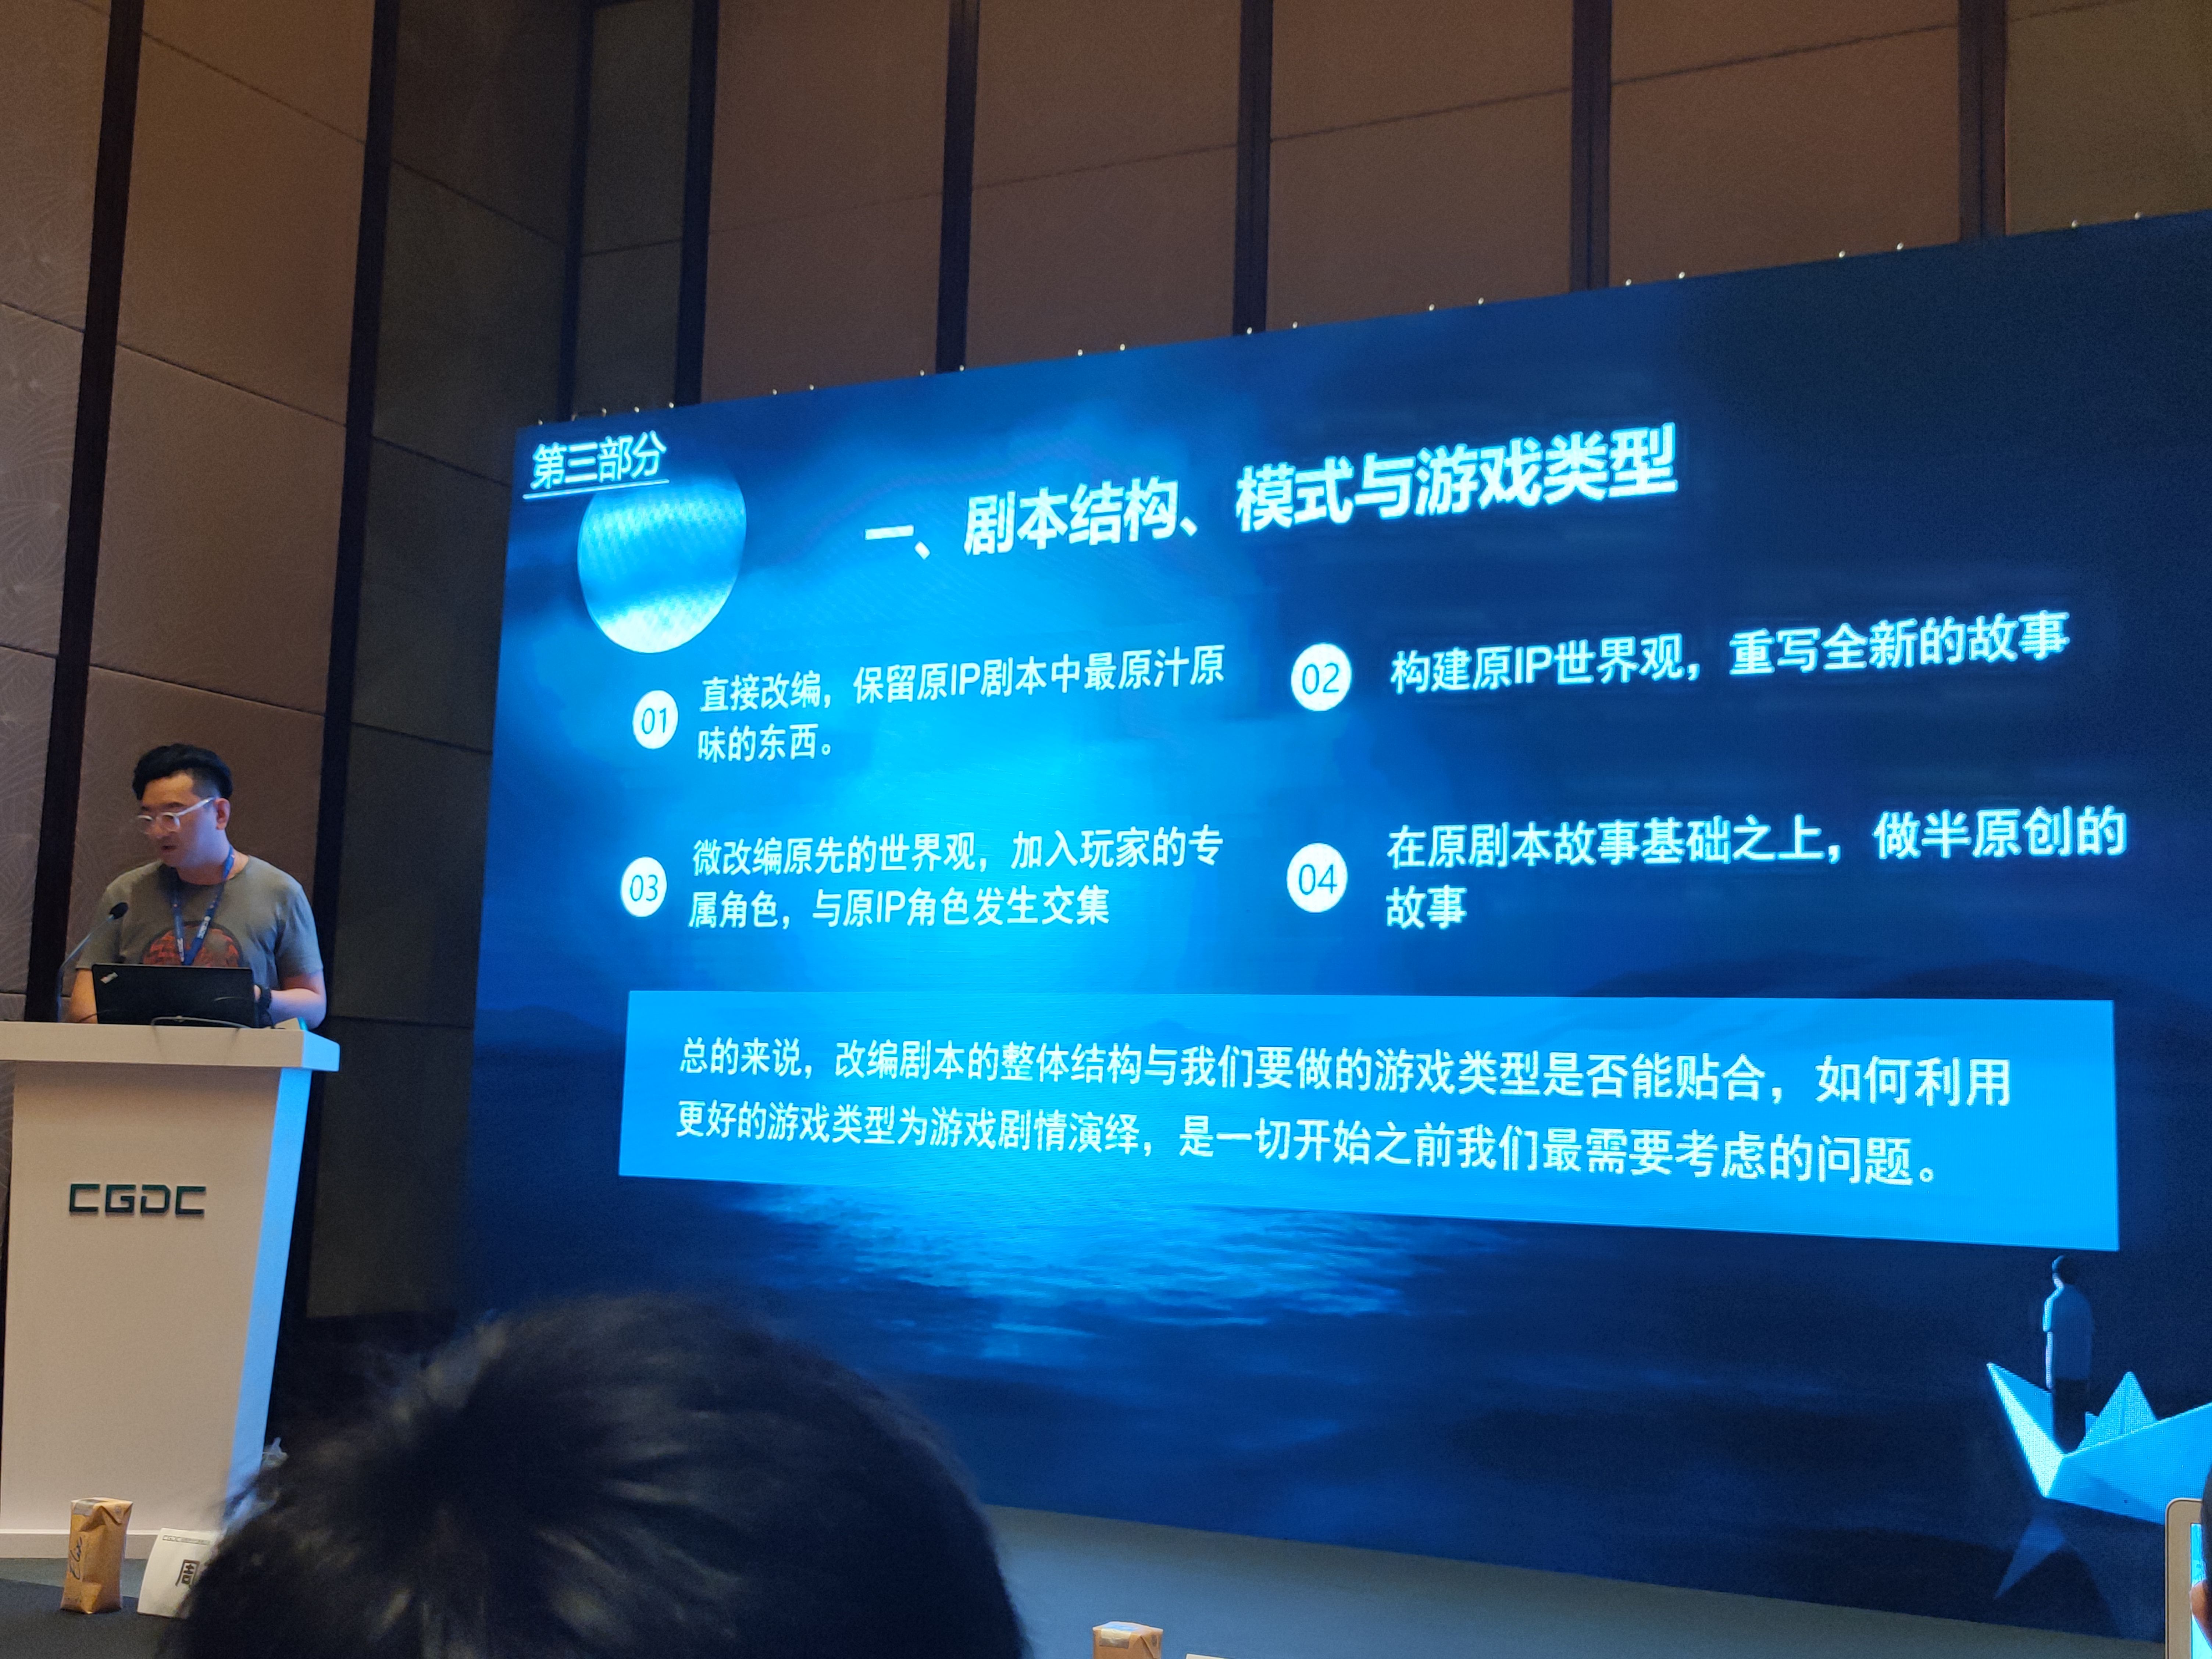 第三部分
一、剧本结构、模式与游戏类型
01
直接改编，保留原IP剧本中最原汁原
味的东西。
02
构建原IP世界观，重写全新的故事
03
微改编原先的世界观，加入玩家的专
属角色，与原IP角色发生交集
04
在原剧本故事基础之上，做半原创的
故事
总的来说，改编剧本的整体结构与我们要做的游戏类型是否能贴合，如何利用
更好的游戏类型为游戏剧情演绎，是一切开始之前我们最需要考虑的问题。
CGDC
周